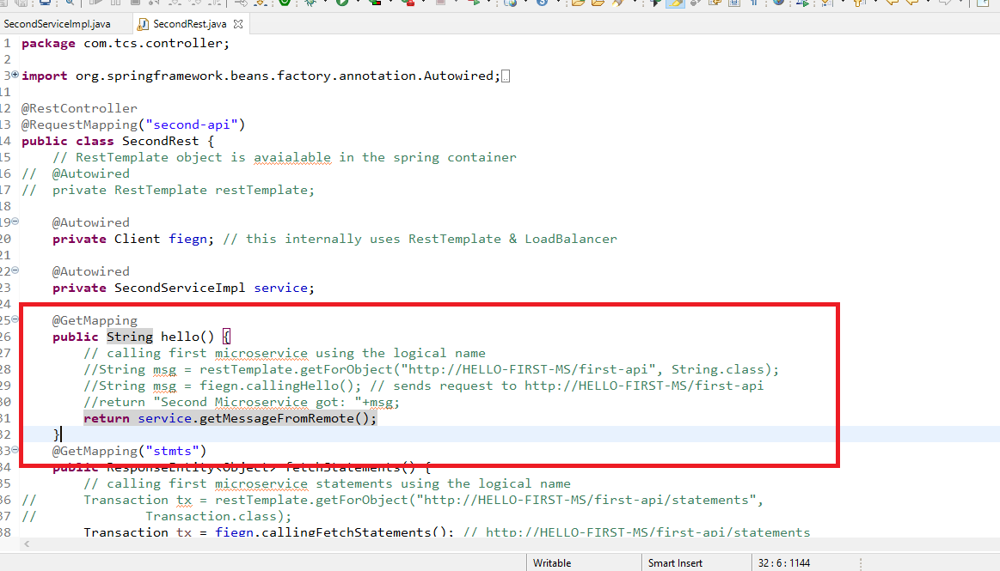 SecondServiceImpl.java
SecondRest.java
1 package com.tcs.controller;
2
3 import org.springframework.beans.factory.annotation.Autowired;
11
12 @RestController
13 @RequestMapping("second-api")
14 public class SecondRest {
15 // RestTemplate object is avaialable in the spring container
16 // @Autowired
17 // private RestTemplate restTemplate;
18
19 @Autowired
20 private Client fiegn; // this internally uses RestTemplate & LoadBalancer
21
22 @Autowired
23 private SecondServiceImpl service;
24
25 @GetMapping
26 public String hello() {
27 // calling first microservice using the logical name
28 //String msg = restTemplate.getForObject("http://HELLO-FIRST-MS/first-api", String.class);
29 //String msg = fiegn.callingHello(); // sends request to http://HELLO-FIRST-MS/first-api
30 //return "Second Microservice got: "+msg;
31 return service.getMessageFromRemote();
32 }
33 @GetMapping("stmts")
34 public ResponseEntity<Object> fetchStatements() {
35 // calling first microservice statements using the logical name
36 // Transaction tx = restTemplate.getForObject("http://HELLO-FIRST-MS/first-api/statements",
37 // Transaction.class);
38 Transaction tx = fiegn.callingFetchStatements(); // http://HELLO-FIRST-MS/first-api/statements
Writable
Smart Insert
32 : 6 : 1144